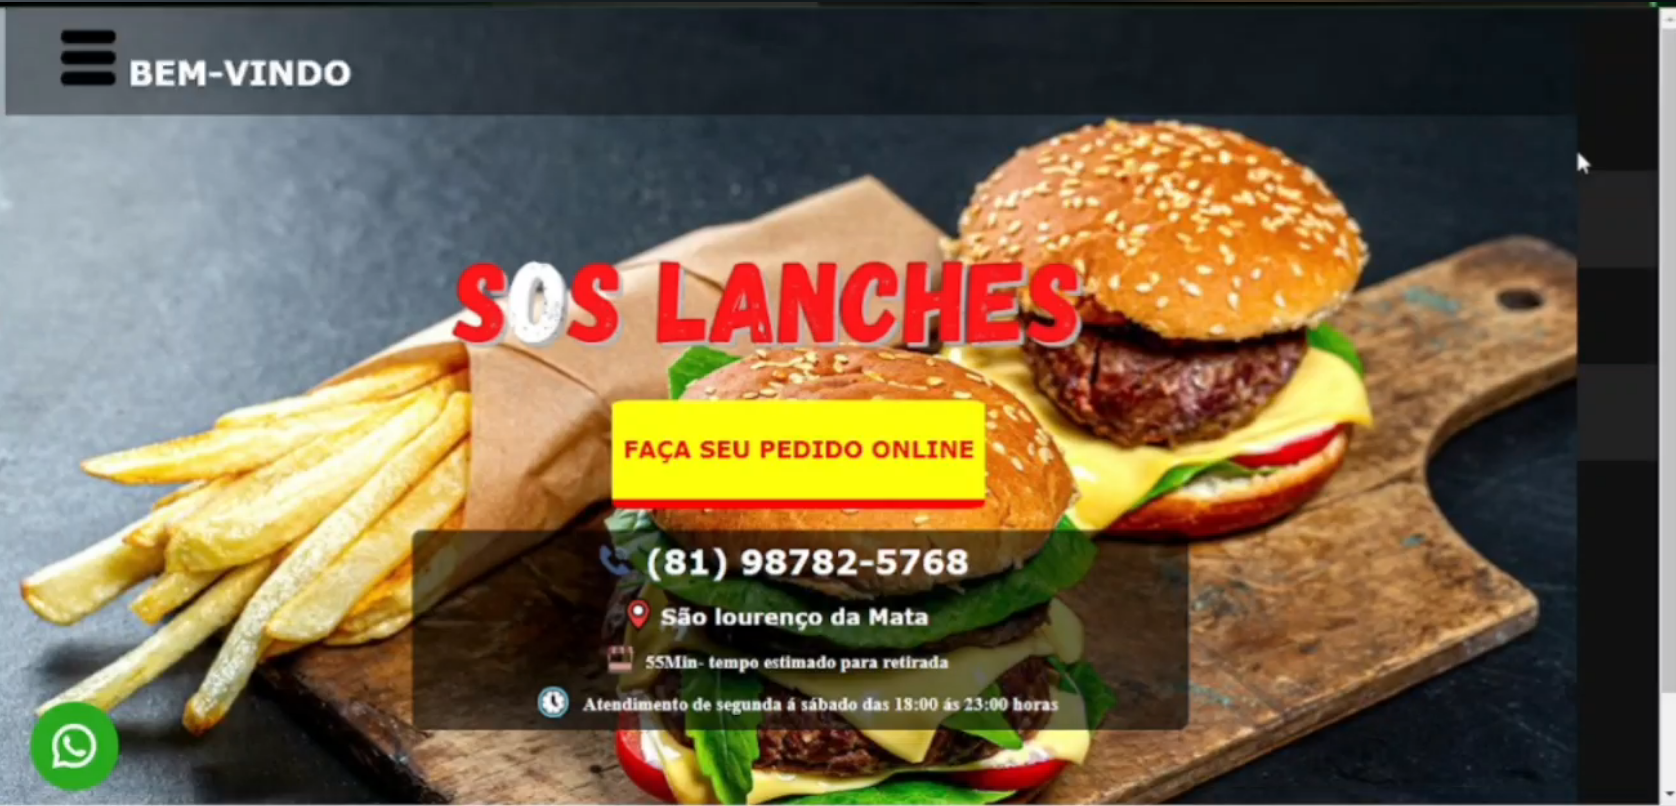 BEM-VINDO
SOS LANCHES
FAÇA SEU PEDIDO ONLINE
(81) 98782-5768
São lourenço da Mata
55Min- tempo estimado para retirada
Atendimento de segunda á sábado das 18:00 ás 23:00 horas